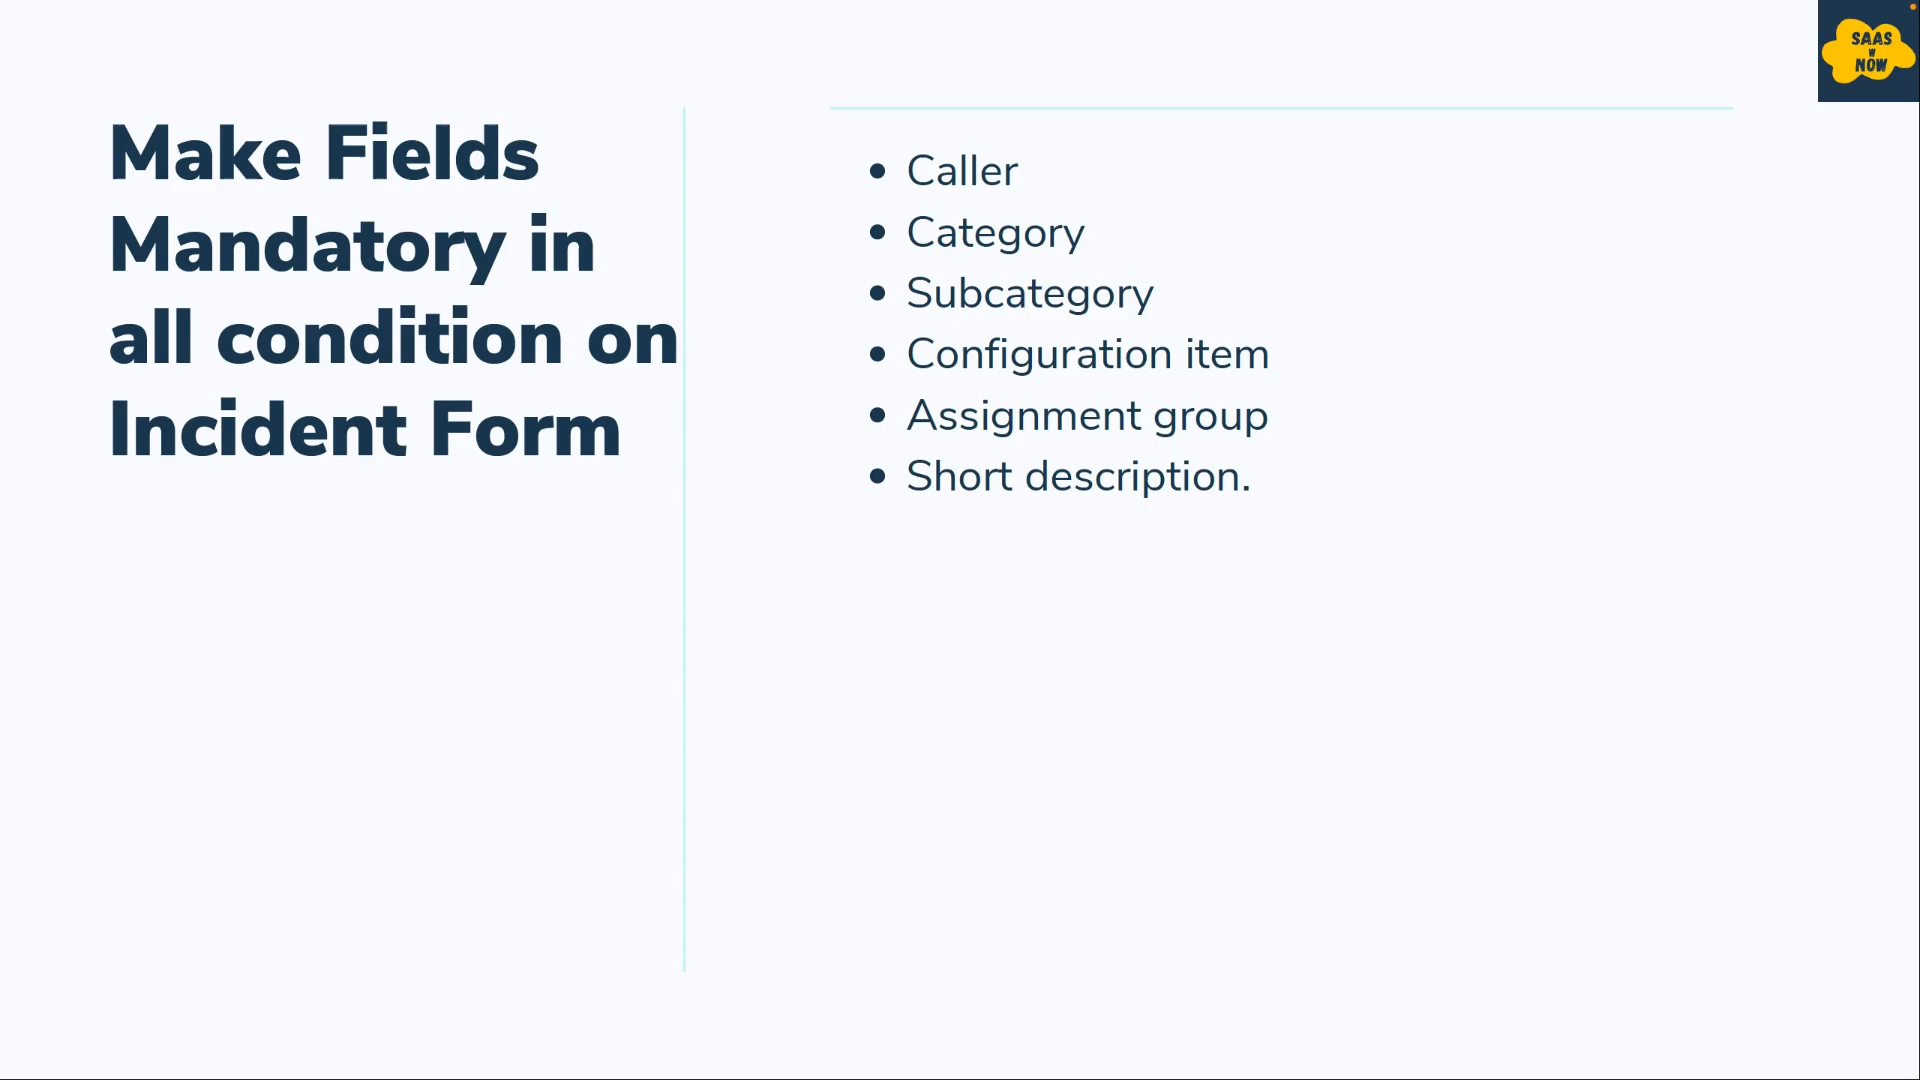 Make Fields
Mandatory in
all condition on
Incident Form
• Caller
• Category
• Subcategory
• Configuration item
• Assignment group
• Short description.
SAAS
W
NOW